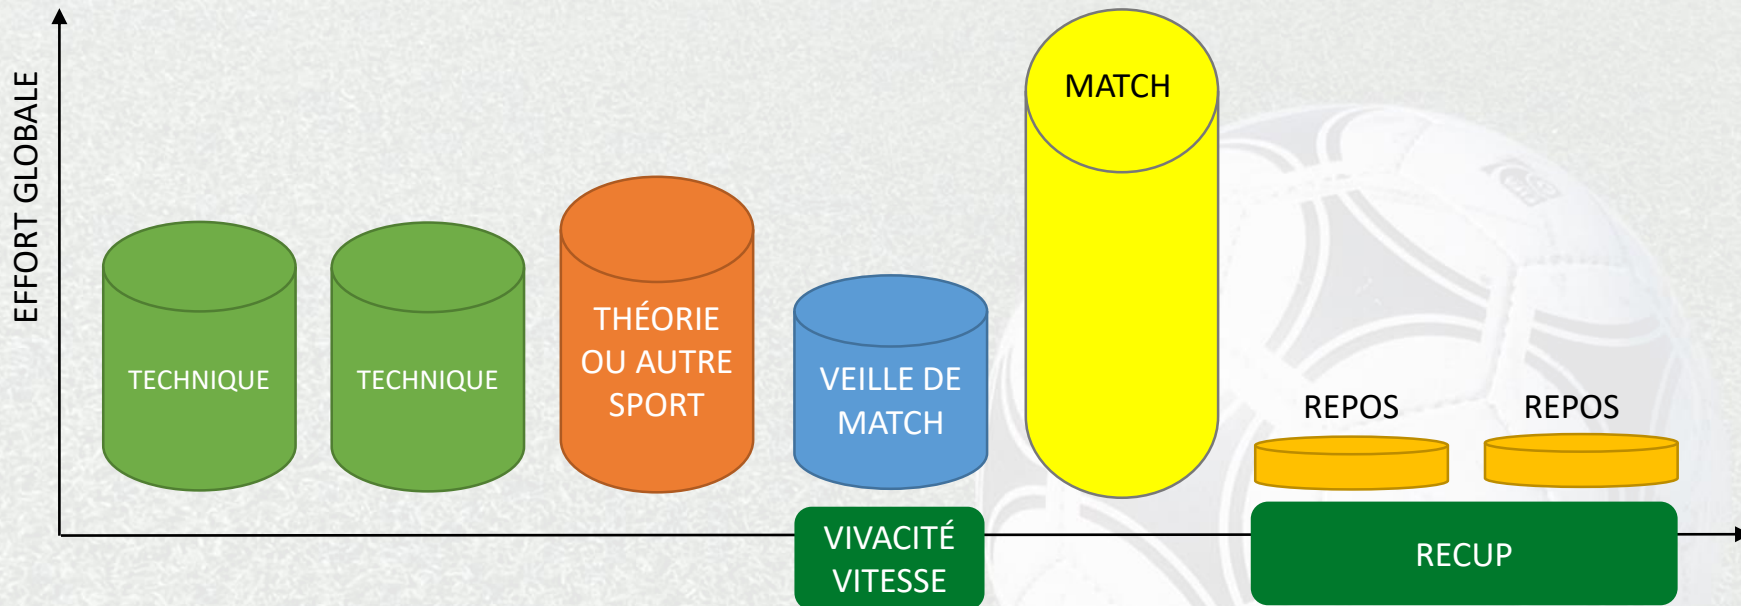 EFFORT GLOBALE
TECHNIQUE
TECHNIQUE
THÉORIE
OU AUTRE
SPORT
VEILLE DE
MATCH
MATCH
REPOS
REPOS
VIVACITÉ
VITESSE
RECUP